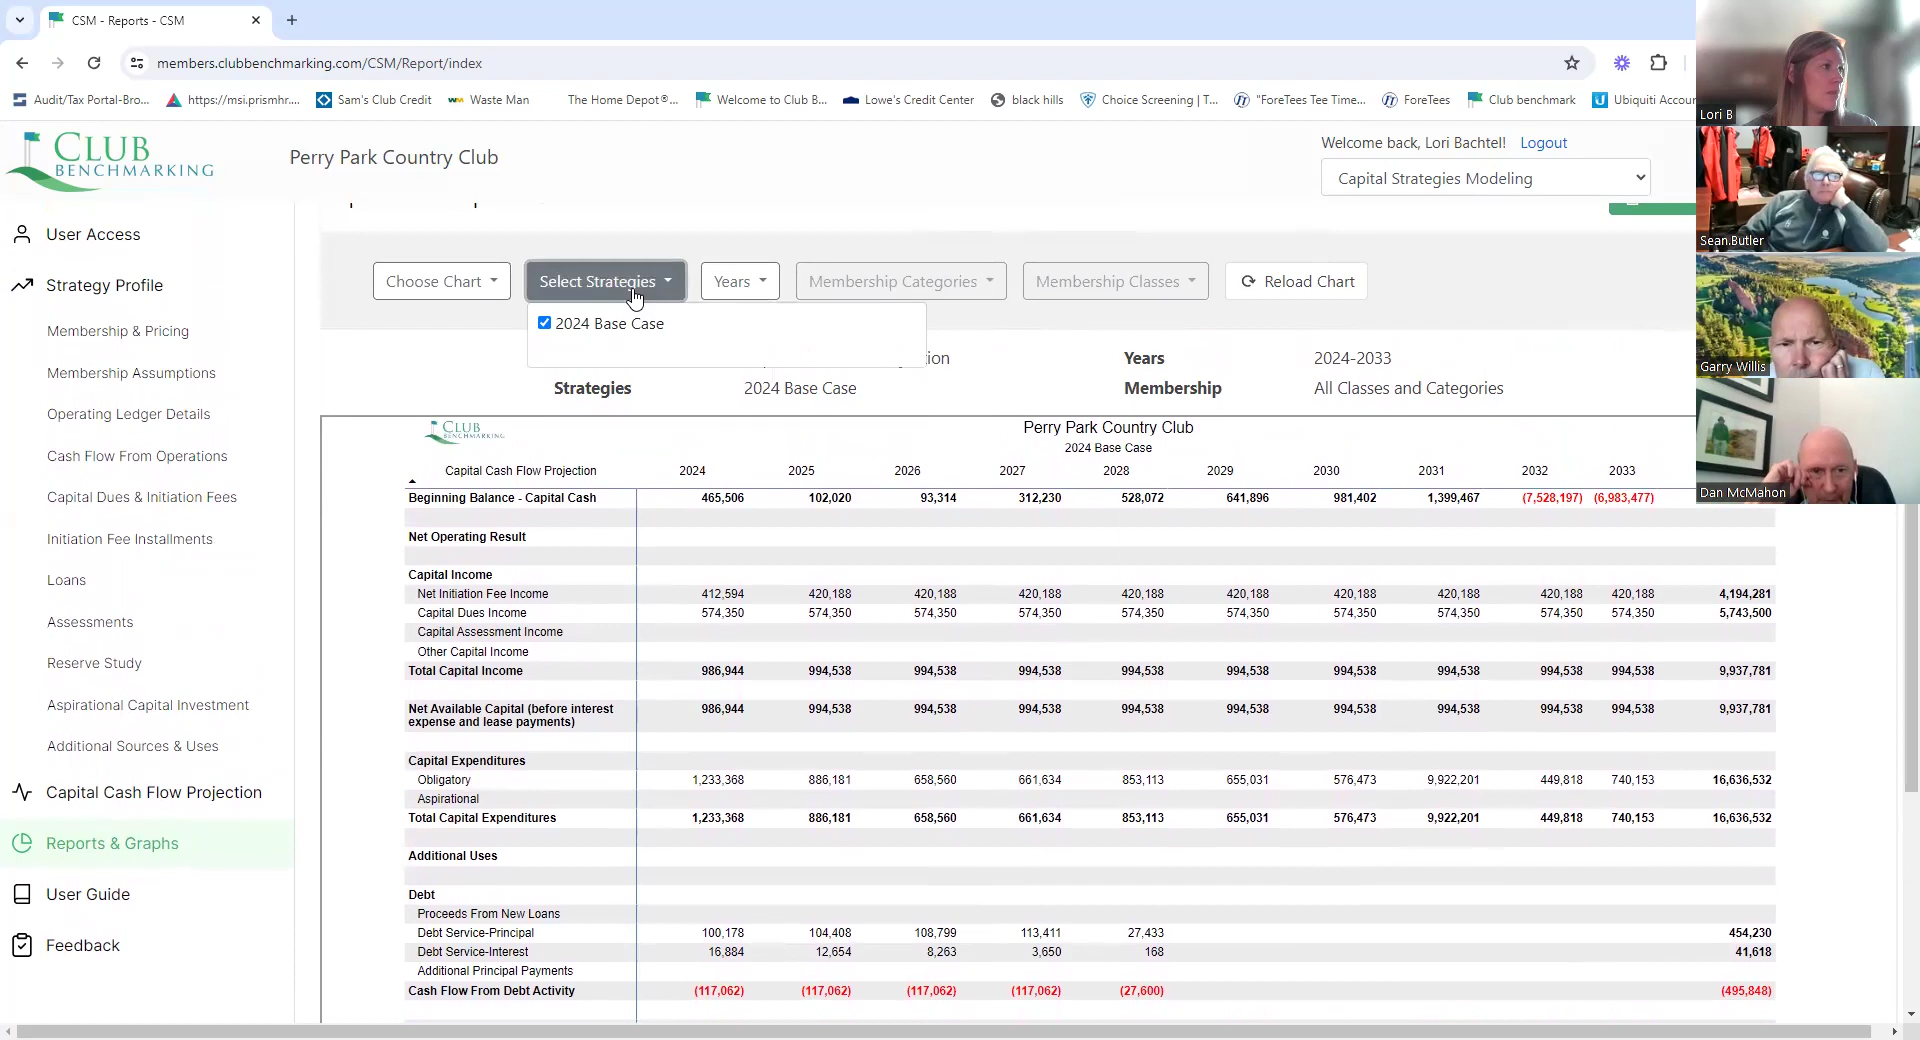 CSM - Reports - CSM
members.clubbenchmarking.com/CSM/Report/index
Audit/Tax Portal-Bro... https://msi.prismhr.... Sam's Club Credit Waste Man The Home Depot®... Welcome to Club B... Lowe's Credit Center black hills Choice Screening | T... "ForeTees Tee Time... ForeTees Club benchmark Ubiquiti Accou
CLUB
BENCHMARKING
Perry Park Country Club
Welcome back, Lori Bachtel! Logout
Capital Strategies Modeling
User Access
Strategy Profile
Membership & Pricing
Membership Assumptions
Operating Ledger Details
Cash Flow From Operations
Capital Dues & Initiation Fees
Initiation Fee Installments
Loans
Assessments
Reserve Study
Aspirational Capital Investment
Additional Sources & Uses
Capital Cash Flow Projection
Reports & Graphs
User Guide
Feedback
Choose Chart Select Strategies Years Membership Categories Membership Classes Reload Chart
2024 Base Case
ion Years 2024-2033
Strategies 2024 Base Case Membership All Classes and Categories
CLUB
BENCHMARKING
Perry Park Country Club
2024 Base Case
Capital Cash Flow Projection 2024 2025 2026 2027 2028 2029 2030 2031 2032 2033
Beginning Balance - Capital Cash 465,506 102,020 93,314 312,230 528,072 641,896 981,402 1,399,467 (7,528,197) (6,983,477)
Net Operating Result
Capital Income
Net Initiation Fee Income 412,594 420,188 420,188 420,188 420,188 420,188 420,188 420,188 420,188 420,188 4,194,281
Capital Dues Income 574,350 574,350 574,350 574,350 574,350 574,350 574,350 574,350 574,350 574,350 5,743,500
Capital Assessment Income
Other Capital Income
Total Capital Income 986,944 994,538 994,538 994,538 994,538 994,538 994,538 994,538 994,538 994,538 9,937,781
Net Available Capital (before interest
expense and lease payments) 986,944 994,538 994,538 994,538 994,538 994,538 994,538 994,538 994,538 994,538 9,937,781
Capital Expenditures
Obligatory 1,233,368 886,181 658,560 661,634 853,113 655,031 576,473 9,922,201 449,818 740,153 16,636,532
Aspirational
Total Capital Expenditures 1,233,368 886,181 658,560 661,634 853,113 655,031 576,473 9,922,201 449,818 740,153 16,636,532
Additional Uses
Debt
Proceeds From New Loans
Debt Service-Principal 100,178 104,408 108,799 113,411 27,433 454,230
Debt Service-Interest 16,884 12,654 8,263 3,650 168 41,618
Additional Principal Payments
Cash Flow From Debt Activity (117,062) (117,062) (117,062) (117,062) (27,600) (495,848)
Lori B
Sean.Butler
Garry Willis
Dan McMahon